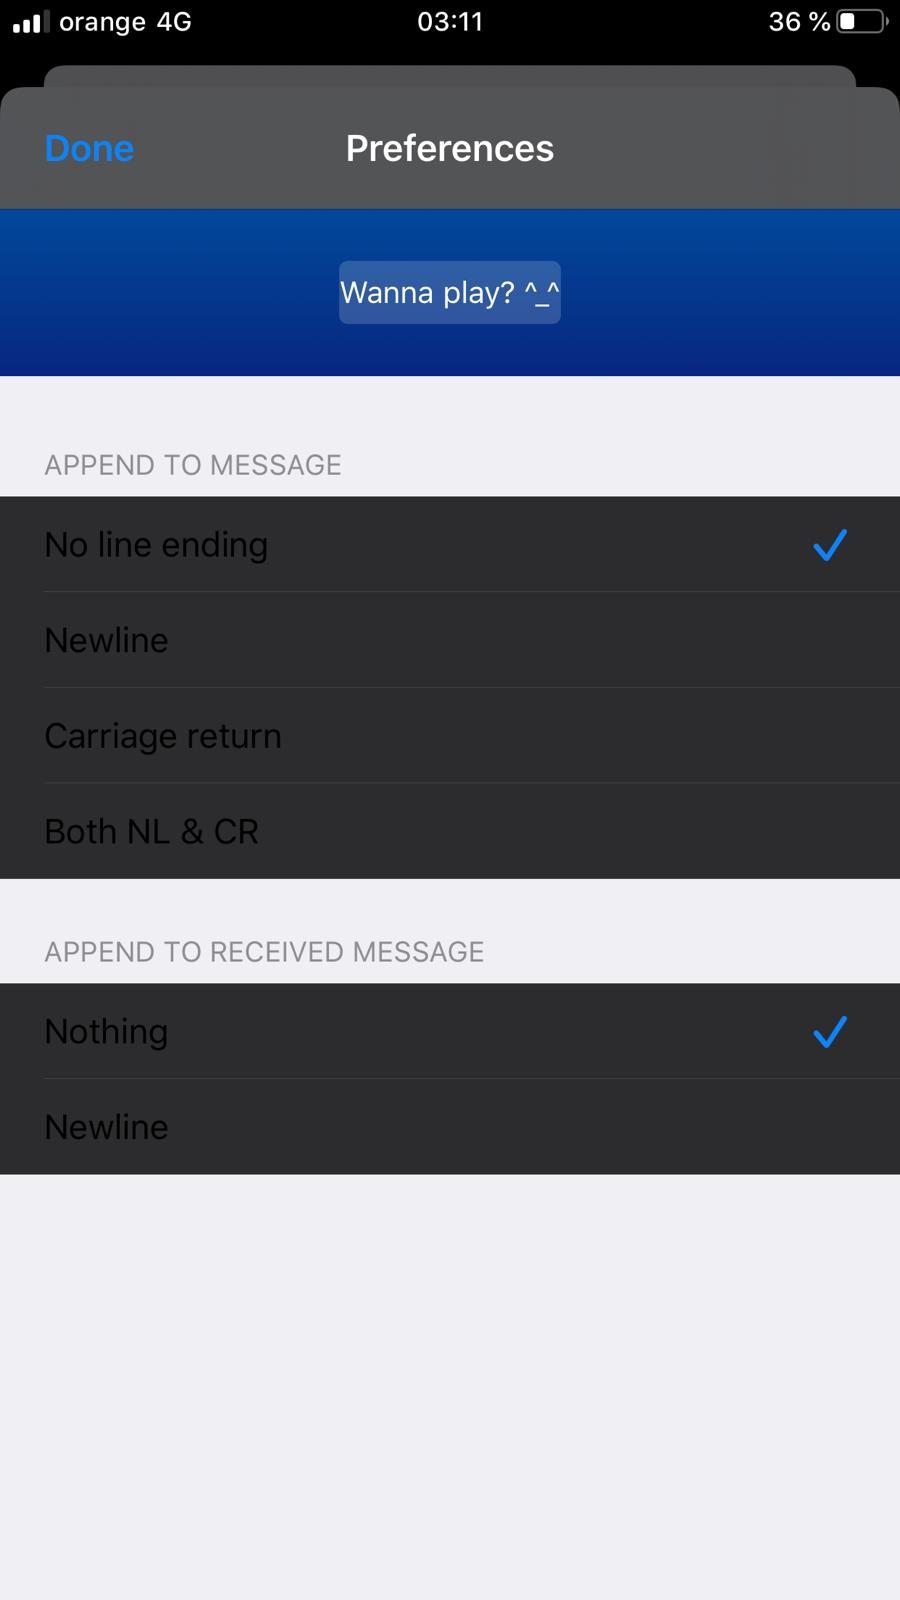 orange 4G 03:11 36 %
Done Preferences
Wanna play? ^_^
APPEND TO MESSAGE
No line ending
Newline
Carriage return
Both NL & CR
APPEND TO RECEIVED MESSAGE
Nothing
Newline